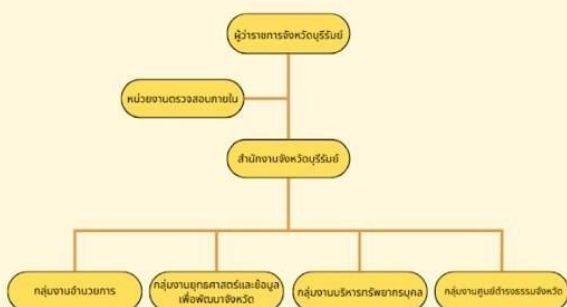 ผู้ว่าราชการจังหวัดบุรีรัมย์
หน่วยงานตรวจสอบภายใน
สำนักงานจังหวัดบุรีรัมย์
กลุ่มงานอำนวยการ
กลุ่มงานยุทธศาสตร์และข้อมูล
เพื่อพัฒนาจังหวัด
กลุ่มงานบริหารทรัพยากรบุคคล
กลุ่มงานศูนย์ดำรงธรรมจังหวัด